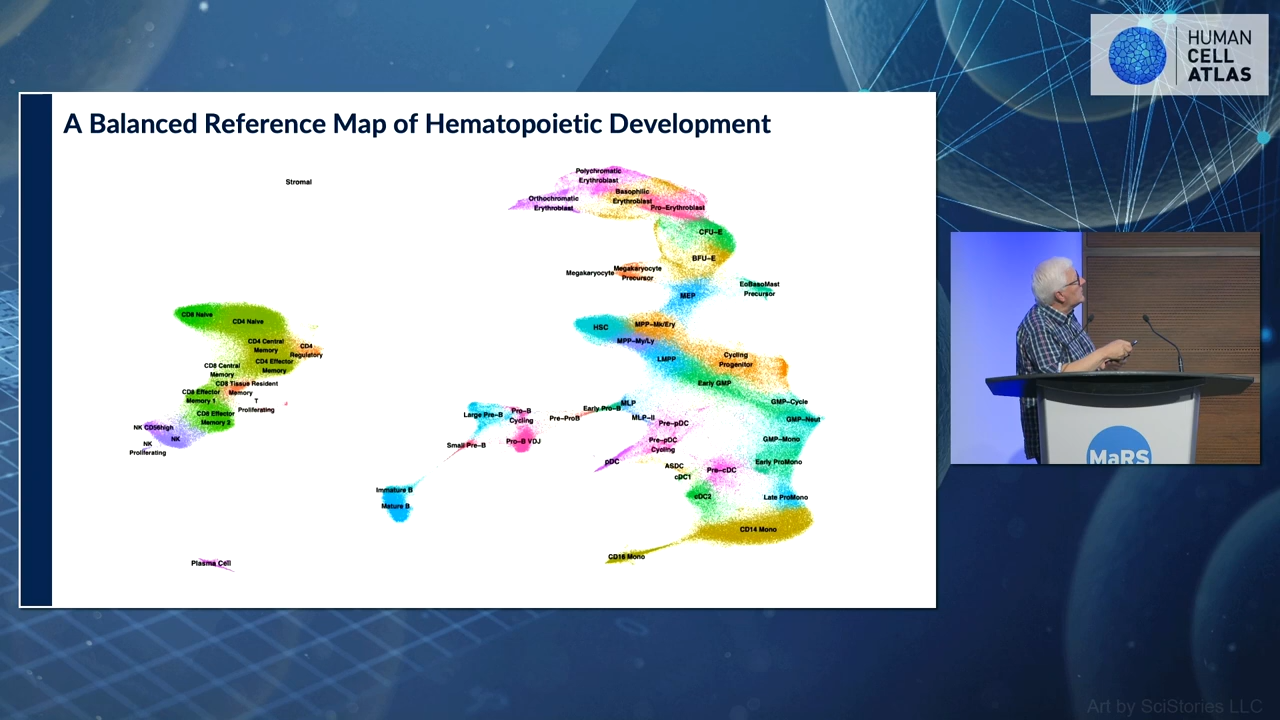 HUMAN
CELL
ATLAS
A Balanced Reference Map of Hematopoietic Development
Stromal
Polychromatic
Erythroblast
Basophilic
Erythroblast
Orthochromatic
Erythroblast
Pro-Erythroblast
CFU-E
BFU-E
Megakaryocyte
Megakaryocyte
Precursor
EoBasoMast
Precursor
MEP
HSC
MPP-Mk/Ery
MPP-My/Ly
LMPP
Cycling
Progenitor
Early GMP
GMP-Cycle
GMP-Neut
GMP-Mono
Early ProMono
Late ProMono
CD14 Mono
CD16 Mono
MLP
MLP-II
Pre-pDC
Pre-pDC
Cycling
pDC
ASDC
cDC1
Pre-cDC
cDC2
Early Pro-B
Pre-ProB
Pro-B
Cycling
Large Pre-B
Pro-B VDJ
Small Pre-B
Immature B
Mature B
Plasma Cell
CD8 Naive
CD4 Naive
CD4 Central
Memory
CD4
Regulatory
CD4 Effector
Memory
CD8 Central
Memory
CD8 Tissue Resident
Memory
CD8 Effector
Memory 1
T
Proliferating
CD8 Effector
Memory 2
NK CD56high
NK
NK
Proliferating
MaRS
Art by SciStories LLC